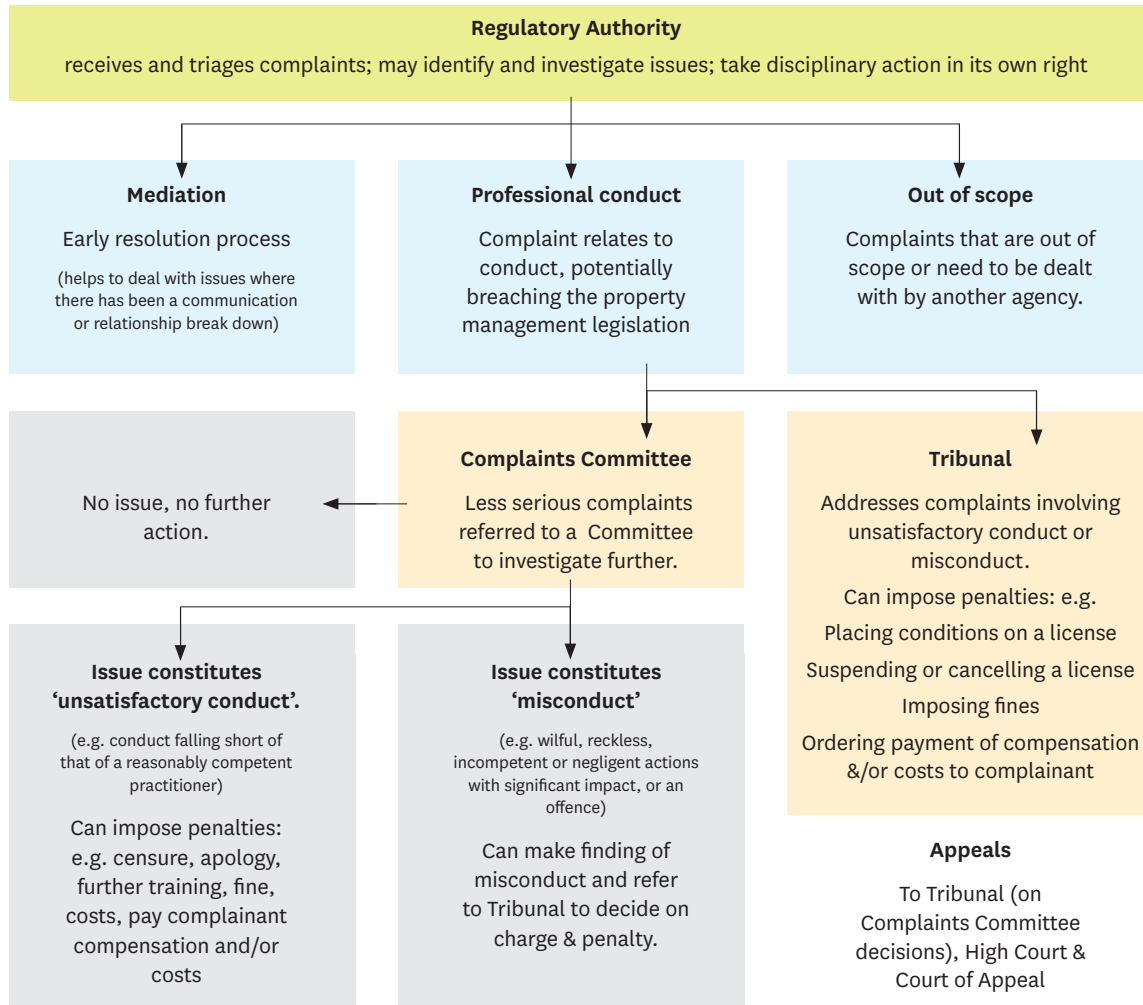 Regulatory Authority
receives and triages complaints; may identify and investigate issues; take disciplinary action in its own right
Mediation
Early resolution process
(helps to deal with issues where
there has been a communication
or relationship break down)
Professional conduct
Complaint relates to
conduct, potentially
breaching the property
management legislation
Out of scope
Complaints that are out of
scope or need to be dealt
with by another agency.
No issue, no further
action.
Complaints Committee
Less serious complaints
referred to a Committee
to investigate further.
Tribunal
Addresses complaints involving
unsatisfactory conduct or
misconduct.
Can impose penalties: e.g.
Placing conditions on a license
Suspending or cancelling a license
Imposing fines
Ordering payment of compensation
&/or costs to complainant
Issue constitutes
‘unsatisfactory conduct’.
(e.g. conduct falling short of
that of a reasonably competent
practitioner)
Can impose penalties:
e.g. censure, apology,
further training, fine,
costs, pay complainant
compensation and/or
costs
Issue constitutes
‘misconduct’
(e.g. wilful, reckless,
incompetent or negligent actions
with significant impact, or an
offence)
Can make finding of
misconduct and refer
to Tribunal to decide on
charge & penalty.
Appeals
To Tribunal (on
Complaints Committee
decisions), High Court &
Court of Appeal